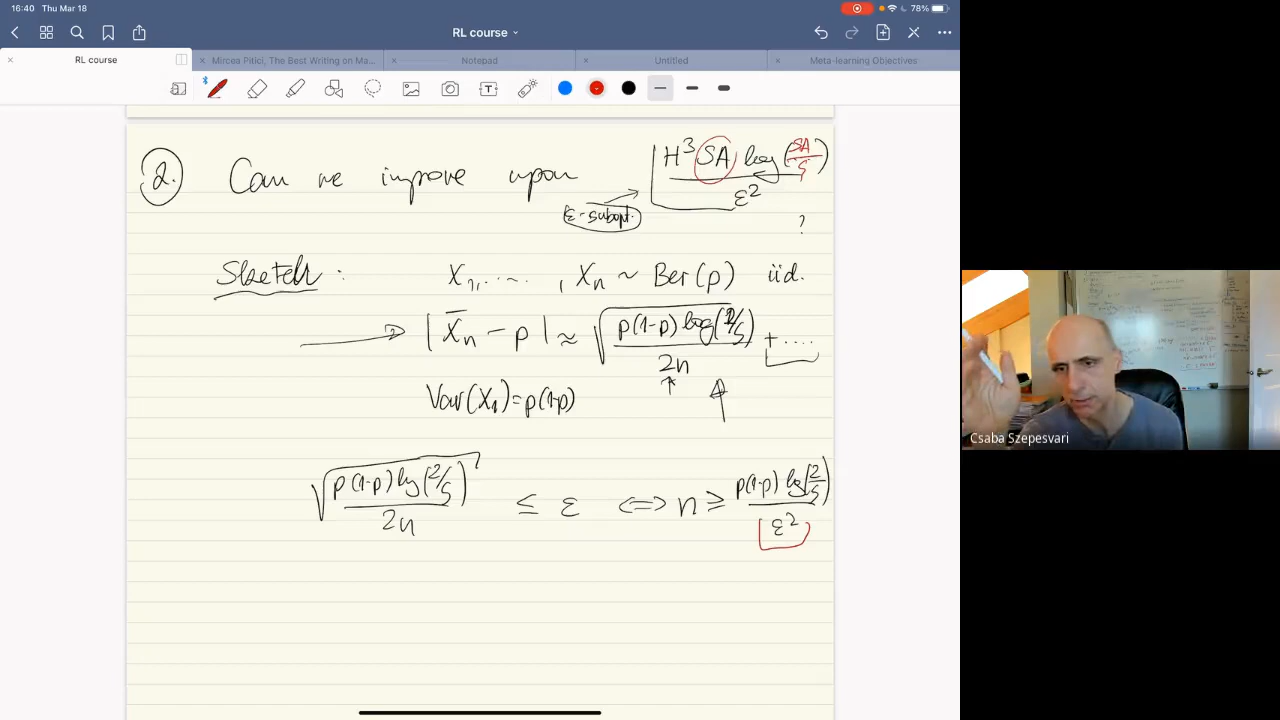 16:40 Thu Mar 18
78%
RL course
RL course
Mircea Pitici, The Best Writing on Ma...
Notepad
Untitled
Meta-learning Objectives
2. Can we improve upon H³ SA log(SA/δ) / ε² ?
ε-subopt.
Sketch : X₁, ...., Xₙ ~ Ber(p) iid.
| X̄ₙ - p | ≈ √(p(1-p) log(2/δ) / 2n) + ....
Var(X₁) = p(1-p)
√(p(1-p) log(2/δ) / 2n) ≤ ε ⇔ n ≥ p(1-p) log(2/δ) / ε²
Csaba Szepesvari